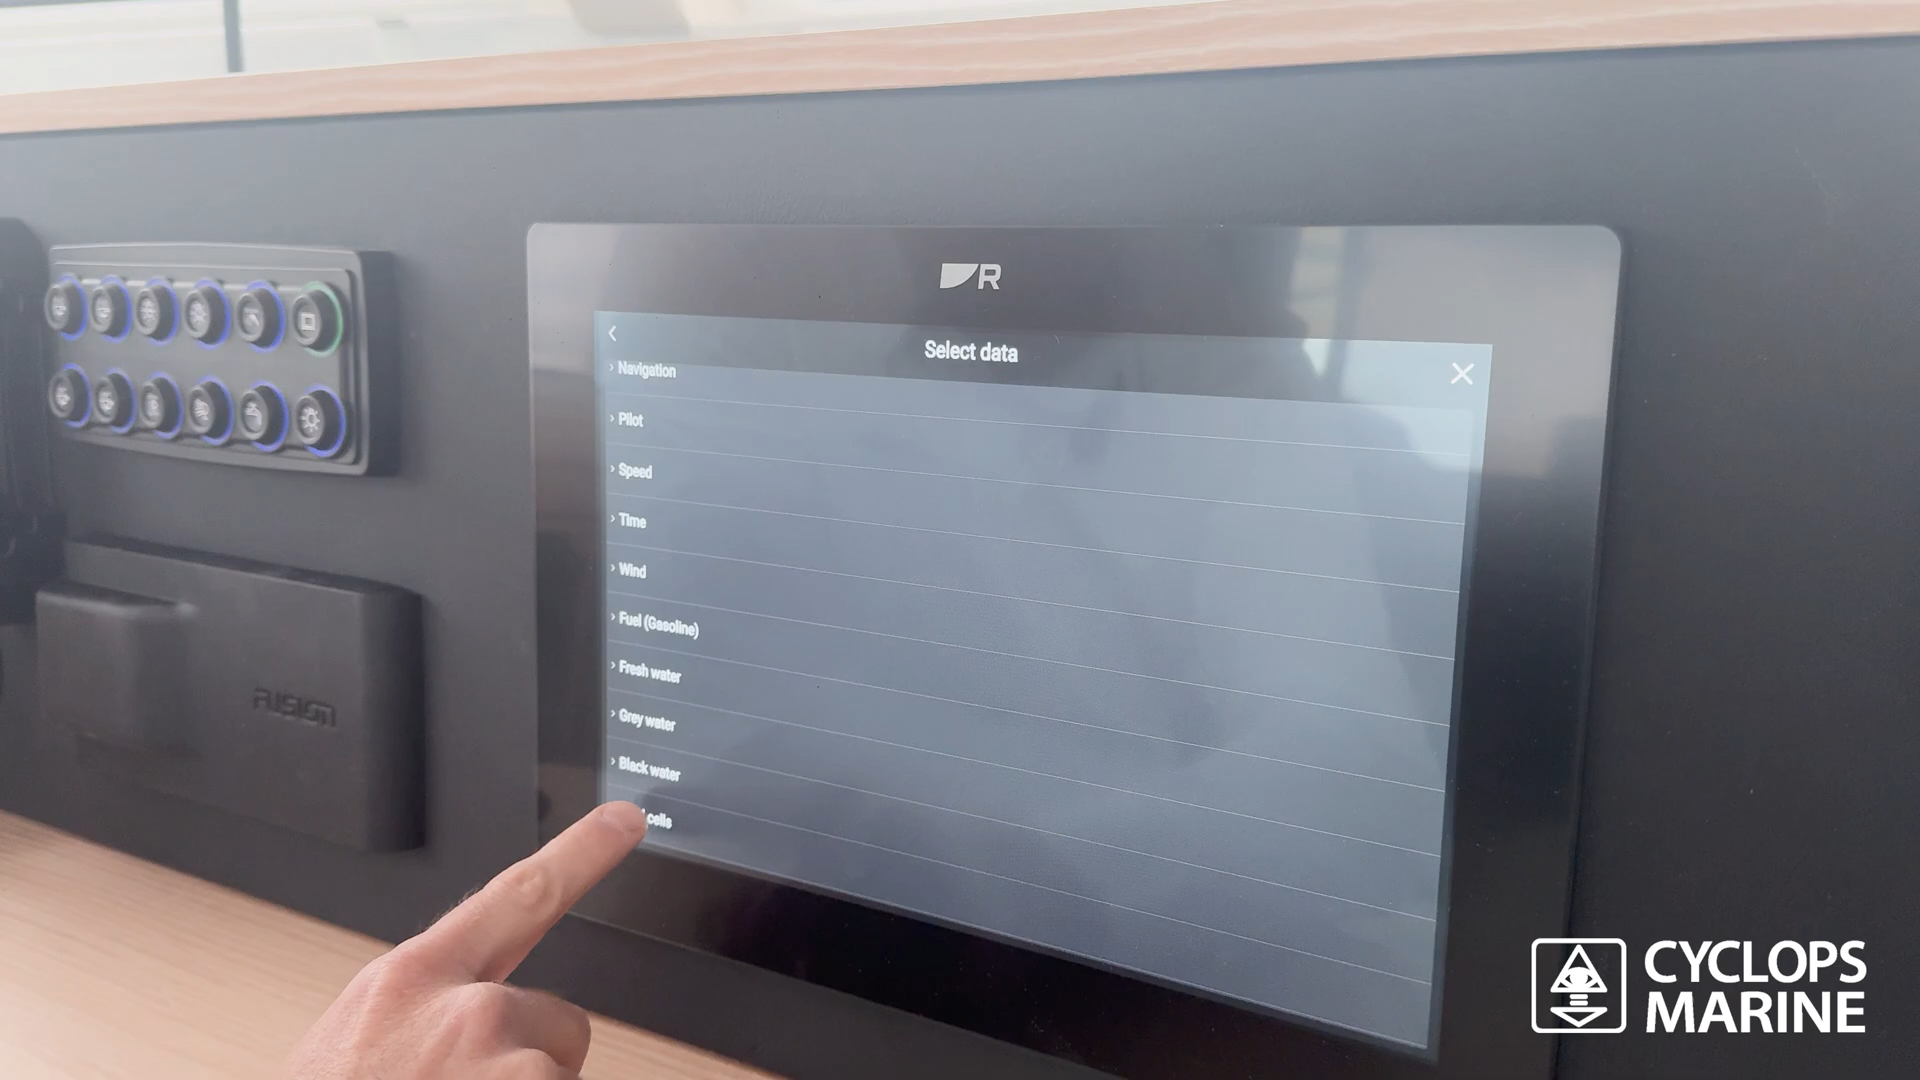 R
Select data
Navigation
Pilot
Speed
Time
Wind
Fuel (Gasoline)
Fresh water
Grey water
Black water
cells
FUSION
CYCLOPS
MARINE